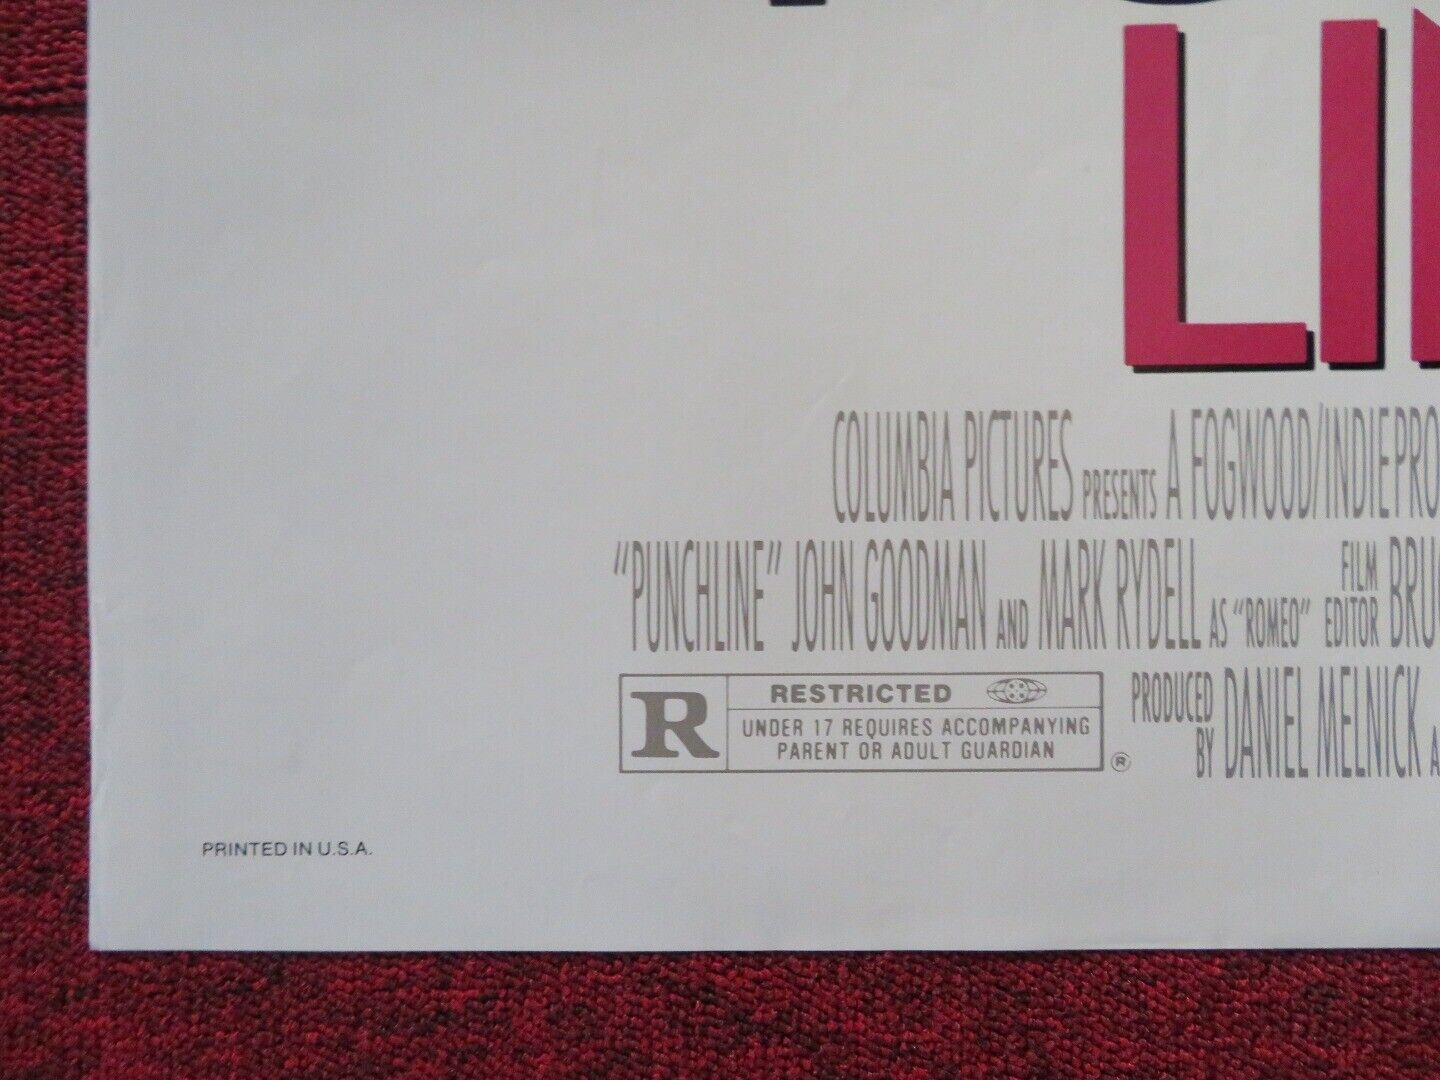 LI
COLUMBIA PICTURES PRESENTS A FOGWOOD/INDIEPRO
"PUNCHLINE" JOHN GOODMAN AND MARK RYDELL AS "ROMEO" FILM EDITOR BRU
R RESTRICTED
UNDER 17 REQUIRES ACCOMPANYING
PARENT OR ADULT GUARDIAN
®
PRODUCED BY DANIEL MELNICK A
PRINTED IN U.S.A.